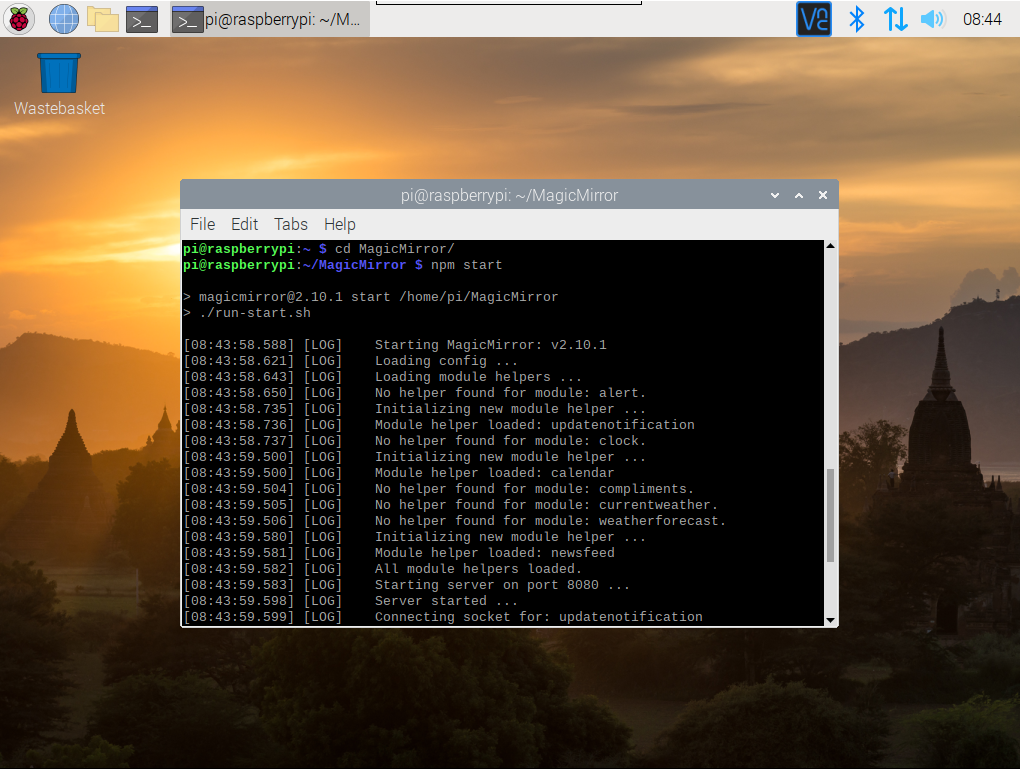 pi@raspberrypi: ~/M...
VNC
08:44
Wastebasket
pi@raspberrypi: ~/MagicMirror
File Edit Tabs Help
pi@raspberrypi:~ $ cd MagicMirror/
pi@raspberrypi:~/MagicMirror $ npm start
> magicmirror@2.10.1 start /home/pi/MagicMirror
> ./run-start.sh
[08:43:58.588] [LOG]    Starting MagicMirror: v2.10.1
[08:43:58.621] [LOG]    Loading config ...
[08:43:58.643] [LOG]    Loading module helpers ...
[08:43:58.650] [LOG]    No helper found for module: alert.
[08:43:58.735] [LOG]    Initializing new module helper ...
[08:43:58.736] [LOG]    Module helper loaded: updatenotification
[08:43:58.737] [LOG]    No helper found for module: clock.
[08:43:59.500] [LOG]    Initializing new module helper ...
[08:43:59.500] [LOG]    Module helper loaded: calendar
[08:43:59.504] [LOG]    No helper found for module: compliments.
[08:43:59.505] [LOG]    No helper found for module: currentweather.
[08:43:59.506] [LOG]    No helper found for module: weatherforecast.
[08:43:59.580] [LOG]    Initializing new module helper ...
[08:43:59.581] [LOG]    Module helper loaded: newsfeed
[08:43:59.582] [LOG]    All module helpers loaded.
[08:43:59.583] [LOG]    Starting server on port 8080 ...
[08:43:59.598] [LOG]    Server started ...
[08:43:59.599] [LOG]    Connecting socket for: updatenotification